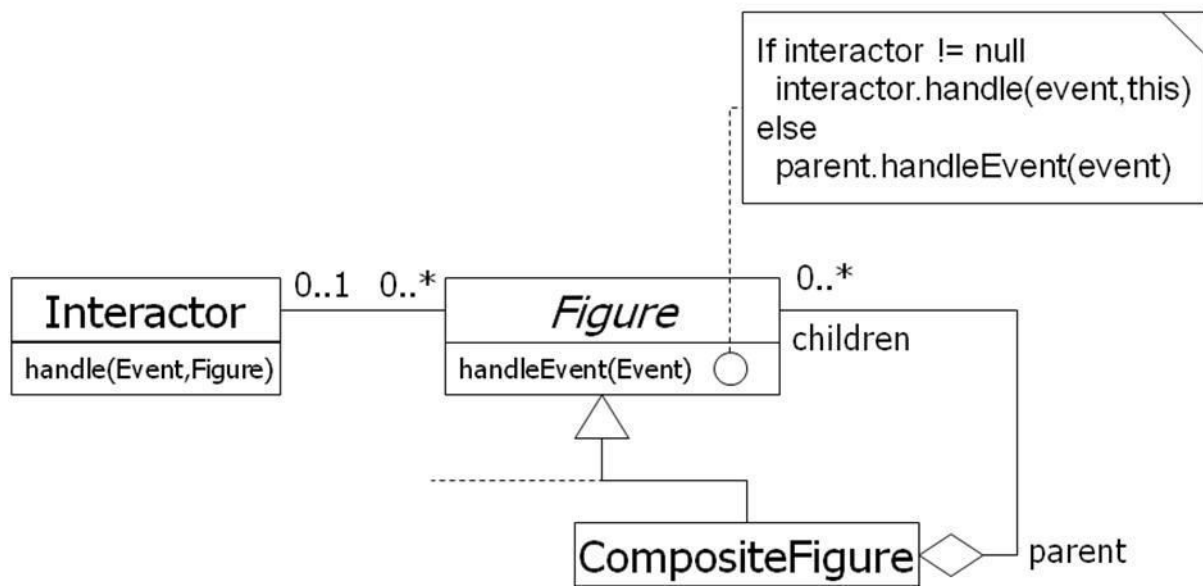 If interactor != null
interactor.handle(event,this)
else
parent.handleEvent(event)
0..1 0..*
0..*
Interactor
Figure
children
handle(Event,Figure)
handleEvent(Event)
CompositeFigure
parent